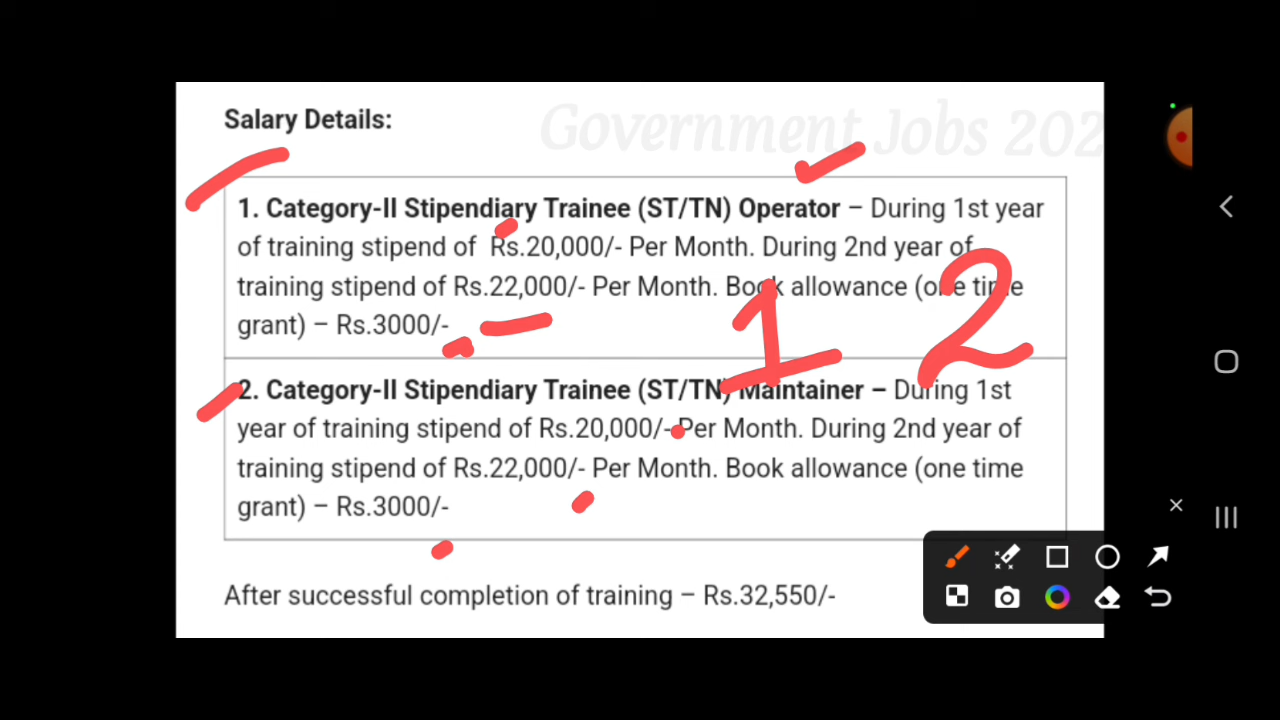 Government Jobs 202
Salary Details:
1. Category-II Stipendiary Trainee (ST/TN) Operator – During 1st year
of training stipend of Rs.20,000/- Per Month. During 2nd year of
training stipend of Rs.22,000/- Per Month. Book allowance (one time
grant) – Rs.3000/-
1 2
2. Category-II Stipendiary Trainee (ST/TN) Maintainer – During 1st
year of training stipend of Rs.20,000/- Per Month. During 2nd year of
training stipend of Rs.22,000/- Per Month. Book allowance (one time
grant) – Rs.3000/-
After successful completion of training – Rs.32,550/-